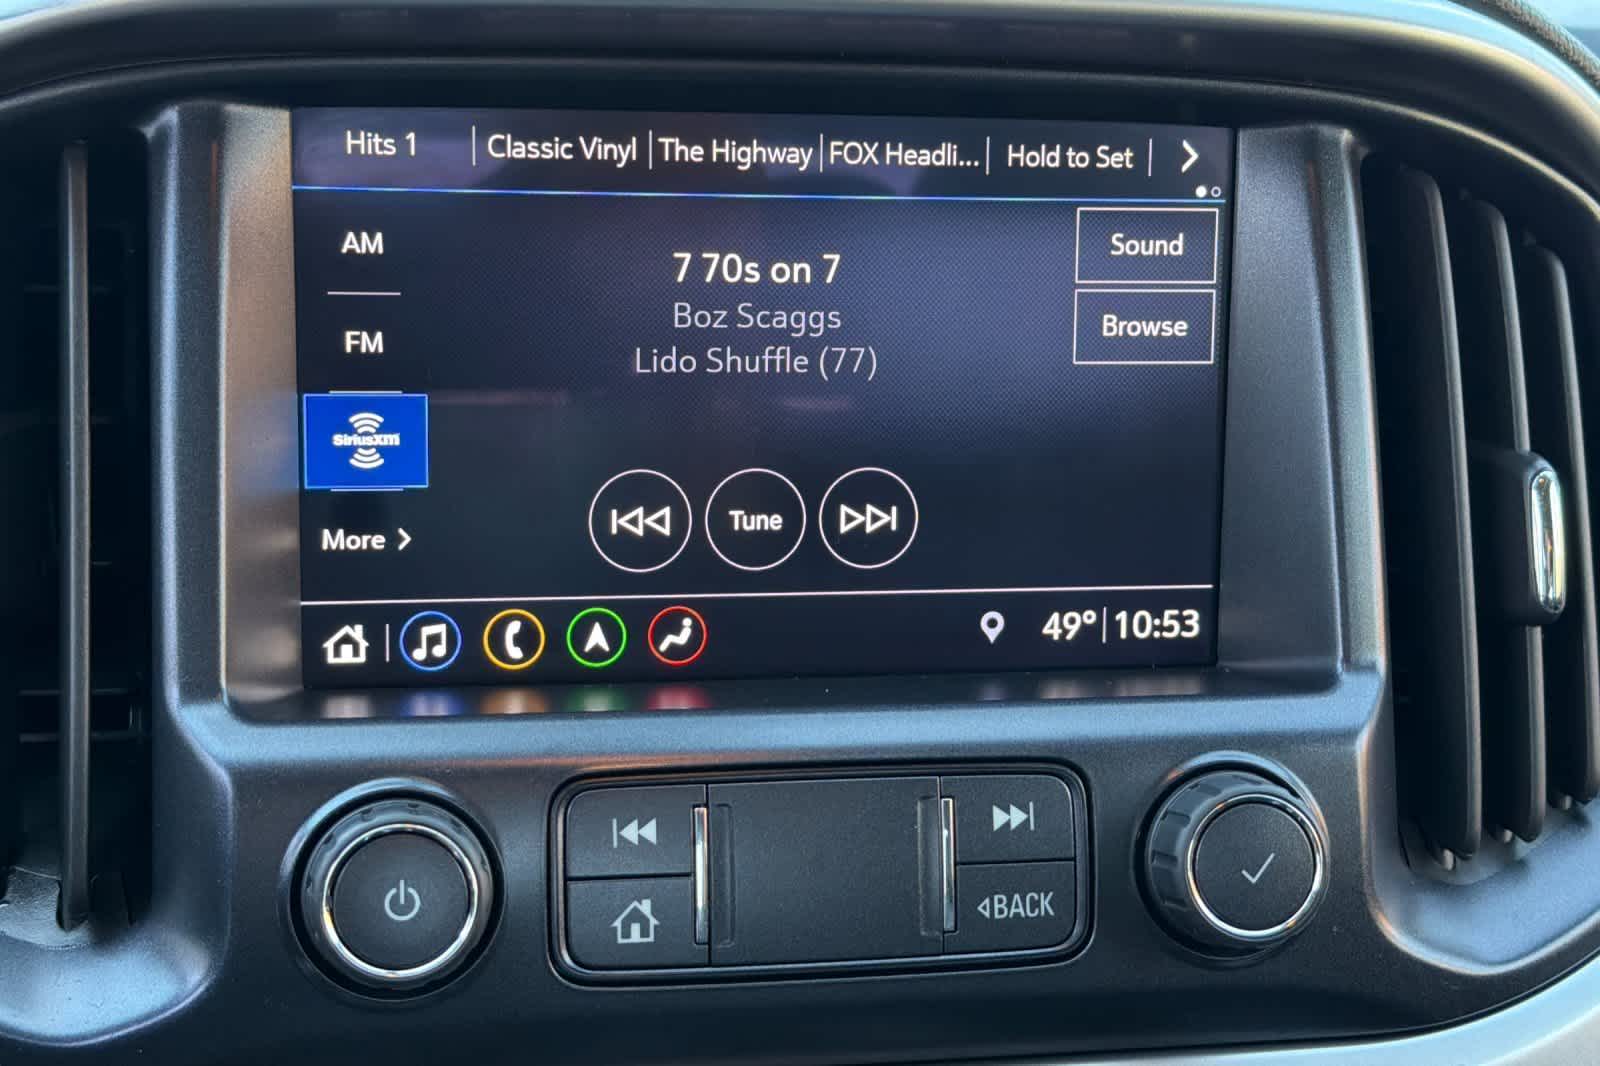 Hits 1 | Classic Vinyl | The Highway | FOX Headli... | Hold to Set |
AM
FM
SiriusXM
More
7 70s on 7
Boz Scaggs
Lido Shuffle (77)
Sound
Browse
Tune
49° | 10:53
BACK